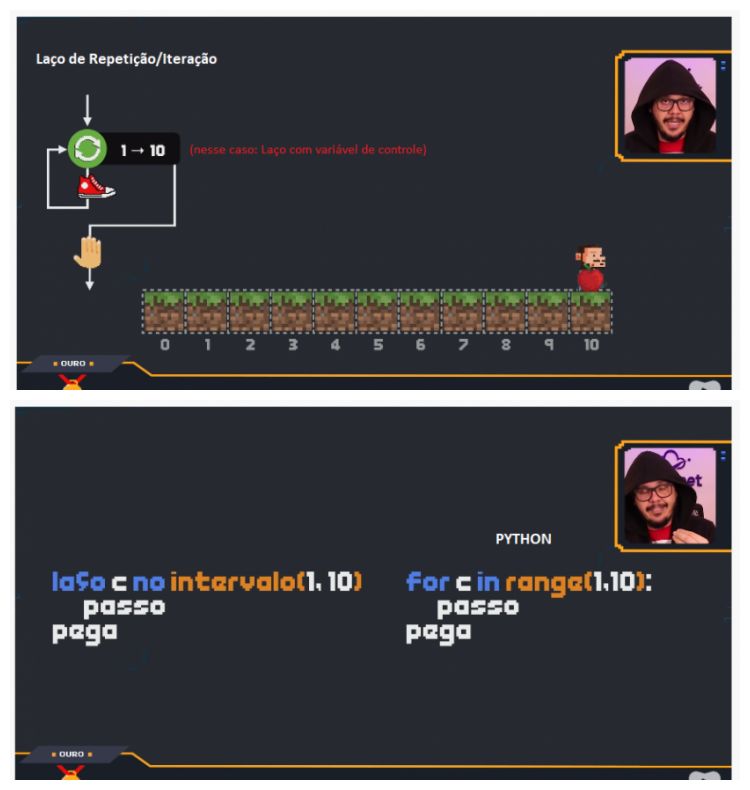 Laço de Repetição/Iteração
1 → 10 (nesse caso: Laço com variável de controle)
0 1 2 3 4 5 6 7 8 9 10
OURO
PYTHON
laço c no intervalo(1, 10)
passo
pega
for c in range(1,10):
passo
pega
OURO